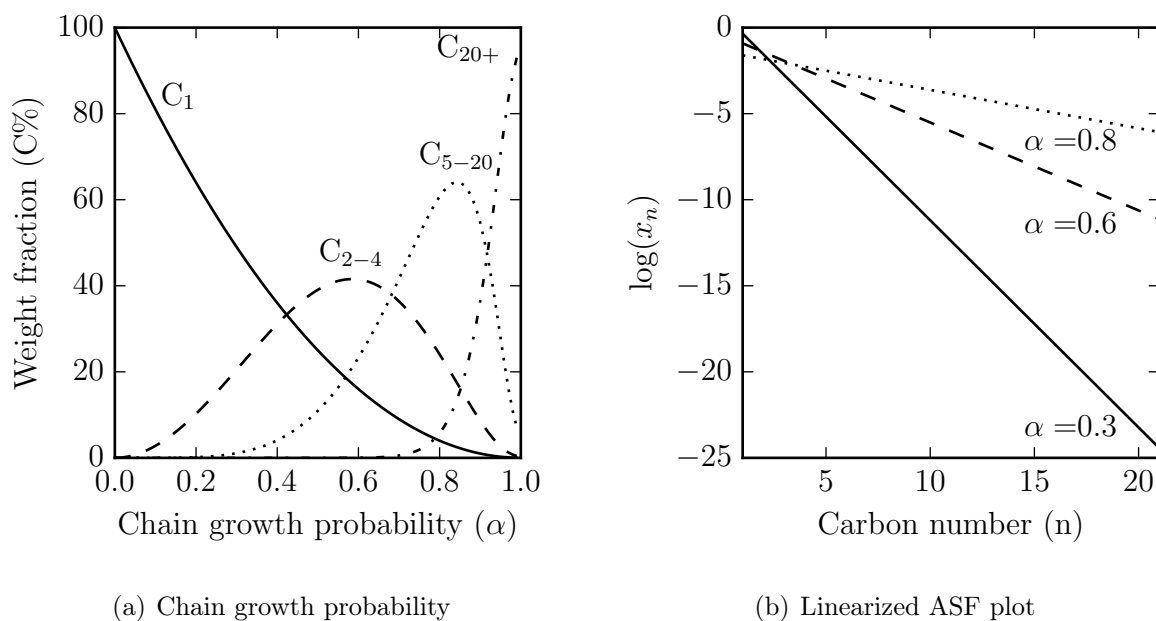 100
80
60
40
20
0
0.0 0.2 0.4 0.6 0.8 1.0
Weight fraction (C%)
Chain growth probability (α)
C₁
C₂₋₄
C₅₋₂₀
C₂₀₊
(a) Chain growth probability
0
−5
−10
−15
−20
−25
5 10 15 20
log(xₙ)
Carbon number (n)
α =0.8
α =0.6
α =0.3
(b) Linearized ASF plot